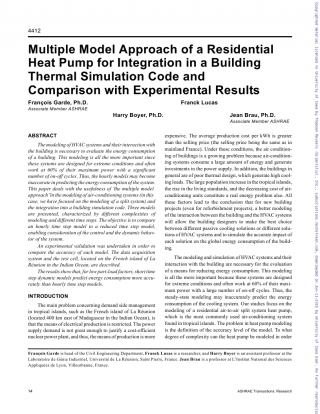 4412
Multiple Model Approach of a Residential
Heat Pump for Integration in a Building
Thermal Simulation Code and
Comparison with Experimental Results
François Garde, Ph.D.
Associate Member ASHRAE
Franck Lucas
Harry Boyer, Ph.D.
Jean Brau, Ph.D.
Associate Member ASHRAE
ABSTRACT
The modeling of HVAC systems and their interaction with
the building is necessary to evaluate the energy consumption
of a building. This modeling is all the more important since
these systems are designed for extreme conditions and often
work at 60% of their maximum power with a significant
number of on-off cycles. Thus, the hourly models may become
inaccurate in predicting the energy consumption of the system.
This paper deals with the usefulness of the multiple model
approach in the modeling of air-conditioning systems (in this
case, we have focused on the modeling of a split system) and
the integration into a building simulation code. Three models
are presented, characterized by different complexities of
modeling and different time steps. The objective is to compare
an hourly time step model to a reduced time step model,
enabling consideration of the control and the dynamic behav-
ior of the system.
An experimental validation was undertaken in order to
compare the accuracy of each model. The data acquisition
system and the test cell, located on the French Island of La
Réunion in the Indian Ocean, are described.
The results show that, for low part-load factors, short time
step dynamic models predict energy consumption more accu-
rately than hourly time step models.
INTRODUCTION
The main problem concerning demand side management
in tropical islands, such as the French island of La Réunion
(located 400 km east of Madagascar in the Indian Ocean), is
that the means of electrical production is restricted. The power
supply demand is not great enough to justify a cost-efficient
nuclear power plant, and thus, the means of production is more
expensive. The average production cost per kWh is greater
than the selling price (the selling price being the same as in
mainland France). Under these conditions, the air condition-
ing of buildings is a growing problem because air-condition-
ing systems consume a large amount of energy and generate
investments in the power supply. In addition, the buildings in
general are of poor thermal design, which generate high cool-
ing loads. The large population increase in the tropical islands,
the rise in the living standards, and the decreasing cost of air-
conditioning units constitute a real energy problem also. All
these factors lead to the conclusion that for new building
projects (even for refurbishment projects), a better modeling
of the interaction between the building and the HVAC systems
will allow the building designers to make the best choice
between different passive cooling solutions or different solu-
tions of HVAC systems and to simulate the accurate impact of
each solution on the global energy consumption of the build-
ing.
The modeling and simulation of HVAC systems and their
interaction with the building are necessary for the evaluation
of a means for reducing energy consumption. This modeling
is all the more important because these systems are designed
for extreme conditions and often work at 60% of their maxi-
mum power with a large number of on-off cycles. Thus, the
steady-state modeling may inaccurately predict the energy
consumption of the cooling system. Our studies focus on the
modeling of a residential air-to-air split system heat pump,
which is the most commonly used air-conditioning system
found in tropical islands. The problem in heat pump modeling
is the definition of the accuracy level of the model. To what
degree of complexity can the heat pump be modeled in order
François Garde is head of the Civil Engineering Department, Franck Lucas is a researcher, and Harry Boyer is an assistant professor at the
Laboratoire de Génie Industriel, Université de La Réunion, Saint Pierre, France. Jean Brau is a professor at L'Institut National des Sciences
Appliquées de Lyon, Villeurbanne, France.
14
ASHRAE Transactions: Research